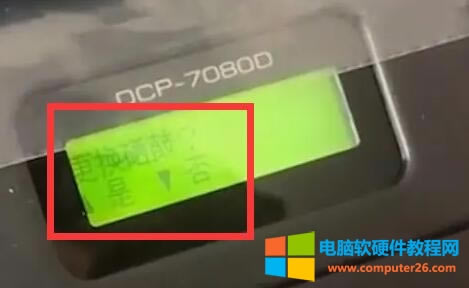 DCP-7080D
更换硒鼓?
▲是 ▼否
电脑软硬件教程网
www.computer26.com